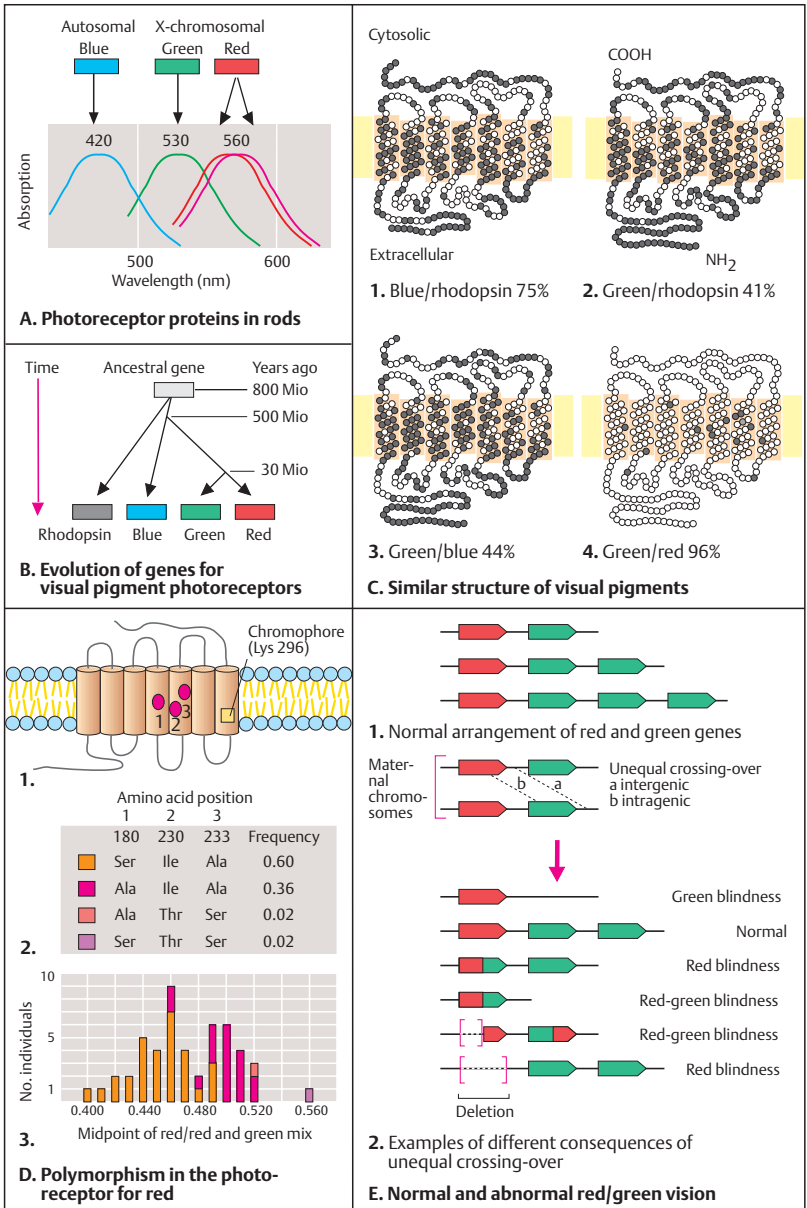 Autosomal X-chromosomal
Blue Green Red
420 530 560
Absorption
500 600
Wavelength (nm)
A. Photoreceptor proteins in rods
Time Ancestral gene Years ago
800 Mio
500 Mio
30 Mio
Rhodopsin Blue Green Red
B. Evolution of genes for
visual pigment photoreceptors
Cytosolic
COOH
Extracellular
NH2
1. Blue/rhodopsin 75% 2. Green/rhodopsin 41%
3. Green/blue 44% 4. Green/red 96%
C. Similar structure of visual pigments
Chromophore
(Lys 296)
1 2 3
1.
Amino acid position
1 2 3
180 230 233 Frequency
Ser Ile Ala 0.60
Ala Ile Ala 0.36
Ala Thr Ser 0.02
Ser Thr Ser 0.02
2.
No. individuals
10
5
1
0.400 0.440 0.480 0.520 0.560
Midpoint of red/red and green mix
3.
D. Polymorphism in the photo-
receptor for red
1. Normal arrangement of red and green genes
Mater-
nal
chromo-
somes
b a
Unequal crossing-over
a intergenic
b intragenic
Green blindness
Normal
Red blindness
Red-green blindness
Red-green blindness
Red blindness
Deletion
2. Examples of different consequences of
unequal crossing-over
E. Normal and abnormal red/green vision